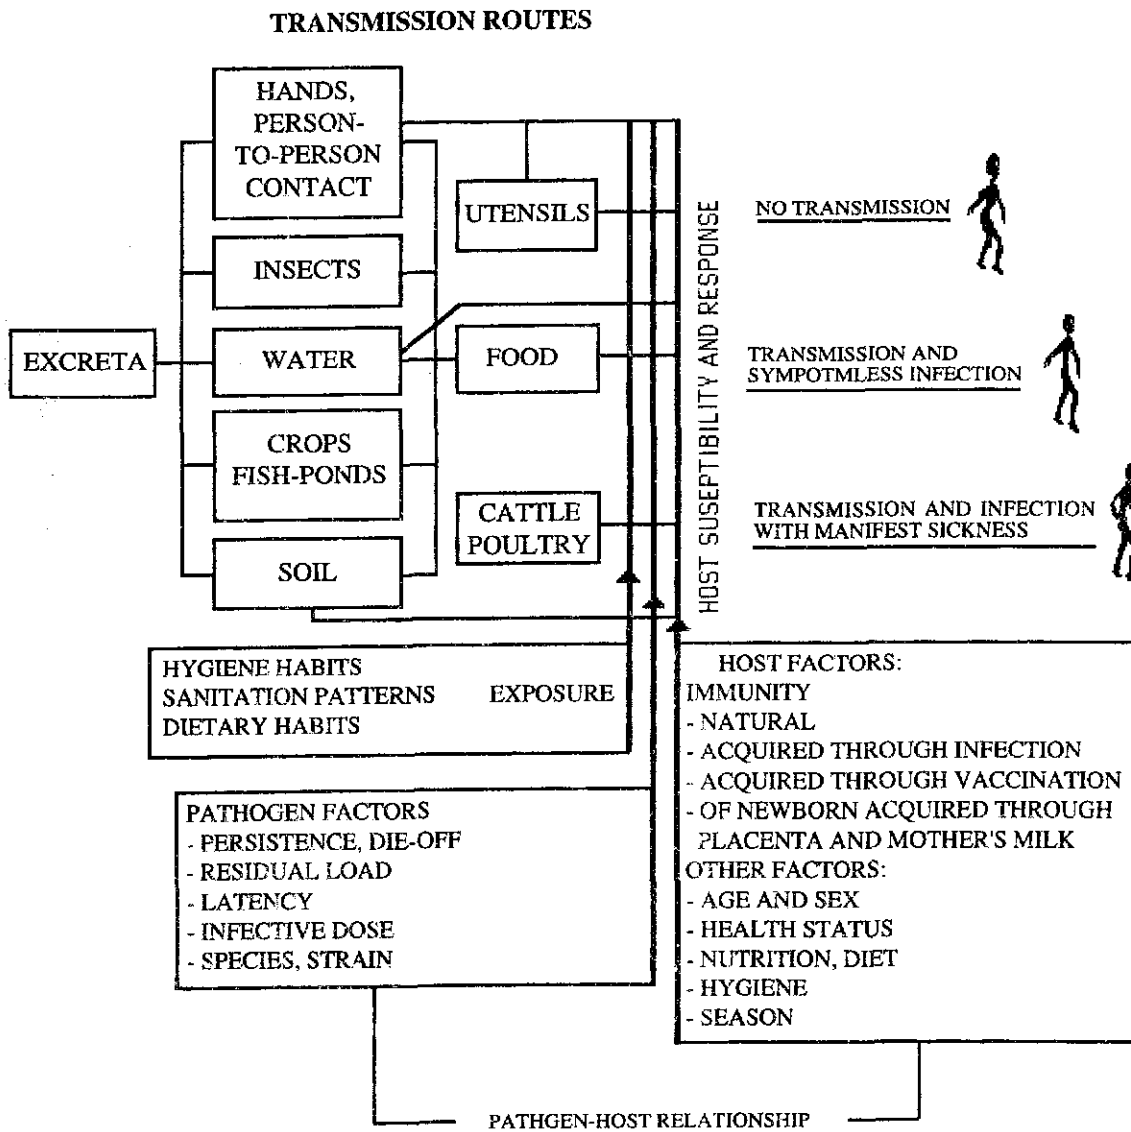 TRANSMISSION ROUTES
HANDS,
PERSON-
TO-PERSON
CONTACT
INSECTS
EXCRETA
WATER
CROPS
FISH-PONDS
SOIL
UTENSILS
FOOD
CATTLE
POULTRY
HOST SUSEPTIBILITY AND RESPONSE
NO TRANSMISSION
TRANSMISSION AND
SYMPOTMLESS INFECTION
TRANSMISSION AND INFECTION
WITH MANIFEST SICKNESS
HYGIENE HABITS
SANITATION PATTERNS EXPOSURE
DIETARY HABITS
PATHOGEN FACTORS
- PERSISTENCE, DIE-OFF
- RESIDUAL LOAD
- LATENCY
- INFECTIVE DOSE
- SPECIES, STRAIN
HOST FACTORS:
IMMUNITY
- NATURAL
- ACQUIRED THROUGH INFECTION
- ACQUIRED THROUGH VACCINATION
- OF NEWBORN ACQUIRED THROUGH
PLACENTA AND MOTHER'S MILK
OTHER FACTORS:
- AGE AND SEX
- HEALTH STATUS
- NUTRITION, DIET
- HYGIENE
- SEASON
PATHGEN-HOST RELATIONSHIP